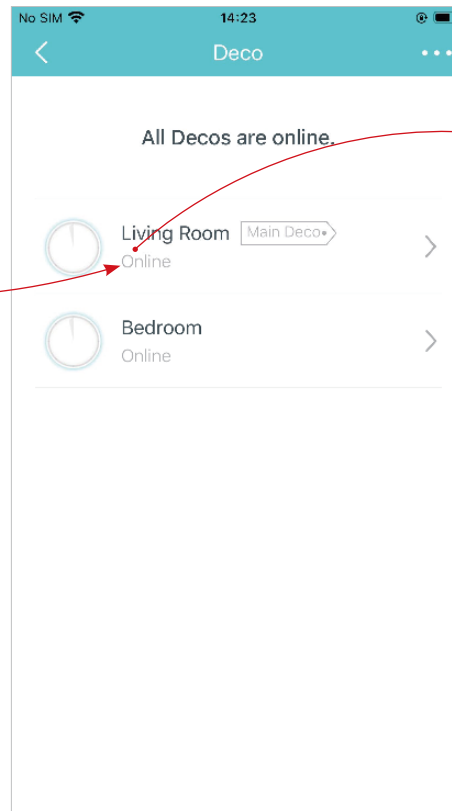 No SIM 14:23
Deco
All Decos are online.
Living Room Main Deco
Online
Bedroom
Online